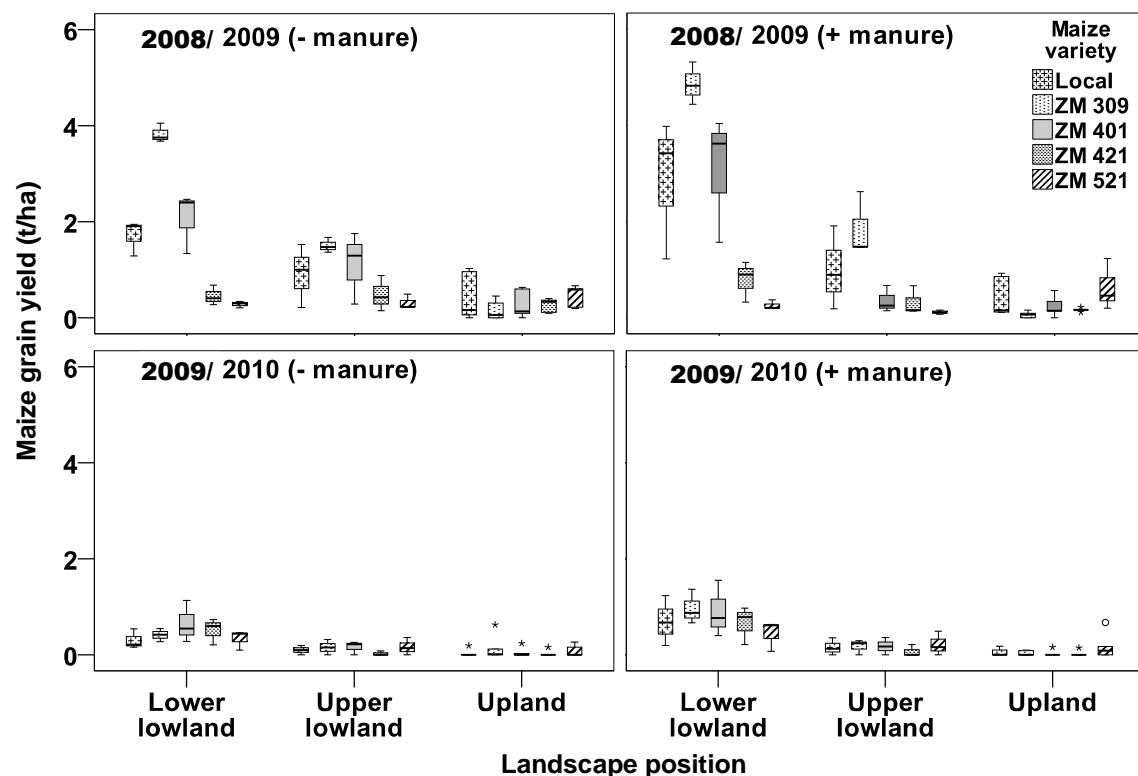 2008/ 2009 (- manure)
2008/ 2009 (+ manure)
Maize
variety
Local
ZM 309
ZM 401
ZM 421
ZM 521
6
4
2
0
2009/ 2010 (- manure)
2009/ 2010 (+ manure)
6
4
2
0
Maize grain yield (t/ha)
Lower
lowland
Upper
lowland
Upland
Lower
lowland
Upper
lowland
Upland
Landscape position